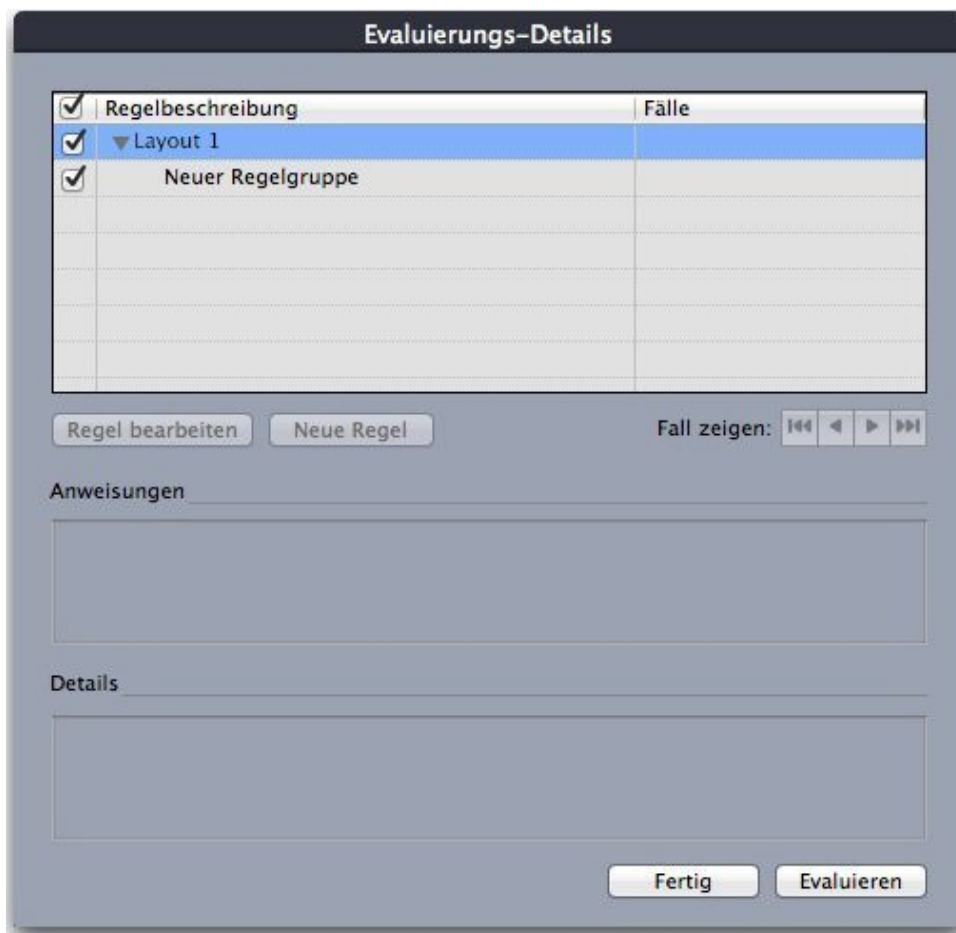 Evaluierungs-Details
Regelbeschreibung Fälle
Layout 1
Neuer Regelgruppe
Regel bearbeiten Neue Regel Fall zeigen:
Anweisungen
Details
Fertig Evaluieren